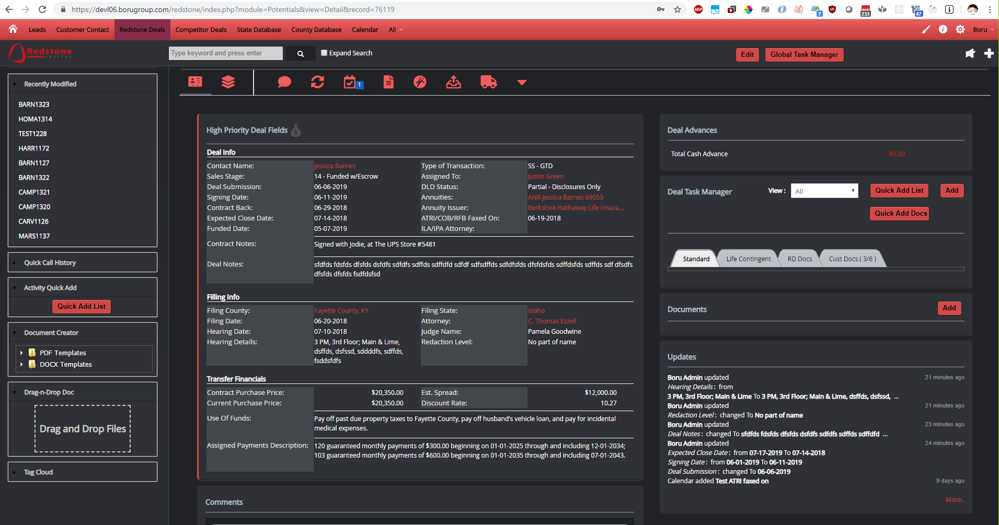 https://devl06.borugroup.com/redstone/index.php?module=Potentials&view=Detail&record=76119
ABP
7
UD
233
47
Leads Customer Contact Redstone Deals Competitor Deals State Database County Database Calendar All
Boru
Redstone
CAPITAL
Type keyword and press enter
Expand Search
Edit
Global Task Manager
Recently Modified
BARN1323
HOMA1314
TEST1228
HARR1172
BARN1127
BARN1322
CAMP1321
CAMP1320
CARV1126
MARS1137
Quick Call History
Activity Quick Add
Quick Add List
Document Creator
PDF Templates
DOCX Templates
Drag-n-Drop Doc
Drag and Drop Files
Tag Cloud
1
High Priority Deal Fields
Deal Info
Contact Name: Jessica Barnes Type of Transaction: SS - GTD
Sales Stage: 14 - Funded w/Escrow Assigned To: Justin Green
Deal Submission: 06-06-2019 DLD Status: Partial - Disclosures Only
Signing Date: 06-11-2019 Annuities: ANR Jessica Barnes 69053
Contract Back: 06-29-2018 Annuity Issuer: Berkshire Hathaway Life Insura...
Expected Close Date: 07-14-2018 ATRI/COB/RFB Faxed On: 06-19-2018
Funded Date: 05-07-2019 ILA/IPA Attorney:
Contract Notes: Signed with Jodie, at The UPS Store #5481
Deal Notes: sfdfds fdsfds dfsfds dsfdfs sdfdfs sdffds sdffdfd sdfdf sdfsdffds sdfdfsfds dfsfdsfds sdffdsfds sdffds sdf dfsdfs
dfsfds dfsfds fsdfdsfsd
Filling Info
Filing County: Fayette County, KY Filing State: Idaho
Filing Date: 06-20-2018 Attorney: C. Thomas Ezzell
Hearing Date: 07-10-2018 Judge Name: Pamela Goodwine
Hearing Details: 3 PM, 3rd Floor; Main & Lime, Redaction Level: No part of name
dsffds, dsfssd, sddddfs, sdffds,
fsddsfdfs
Transfer Financials
Contract Purchase Price: $20,350.00 Est. Spread: $12,000.00
Current Purchase Price: $20,350.00 Discount Rate: 10.27
Use Of Funds: Pay off past due property taxes to Fayette County, pay off husband's vehicle loan, and pay for incidental
medical expenses.
Assigned Payments Description: 120 guaranteed monthly payments of $300.00 beginning on 01-01-2025 through and including 12-01-2034;
103 guaranteed monthly payments of $600.00 beginning on 01-01-2035 through and including 07-01-2043.
Comments
Deal Advances
Total Cash Advance $0.00
Deal Task Manager View : All Quick Add List Add
Quick Add Docs
Standard Life Contingent RD Docs Cust Docs ( 3/6 )
Documents Add
Updates
Boru Admin updated 21 minutes ago
Hearing Details : from
3 PM, 3rd Floor; Main & Lime To 3 PM, 3rd Floor; Main & Lime, dsffds, dsfssd, ...
Boru Admin updated 21 minutes ago
Redaction Level : changed To No part of name
Boru Admin updated 23 minutes ago
Deal Notes : changed To sfdfds fdsfds dfsfds dsfdfs sdfdfs sdffds sdffdfd ...
Boru Admin updated 24 minutes ago
Expected Close Date : from 07-17-2019 To 07-14-2018
Signing Date : from 06-01-2019 To 06-11-2019
Deal Submission : changed To 06-06-2019
Calendar added Test ATRI faxed on 9 days ago
More..